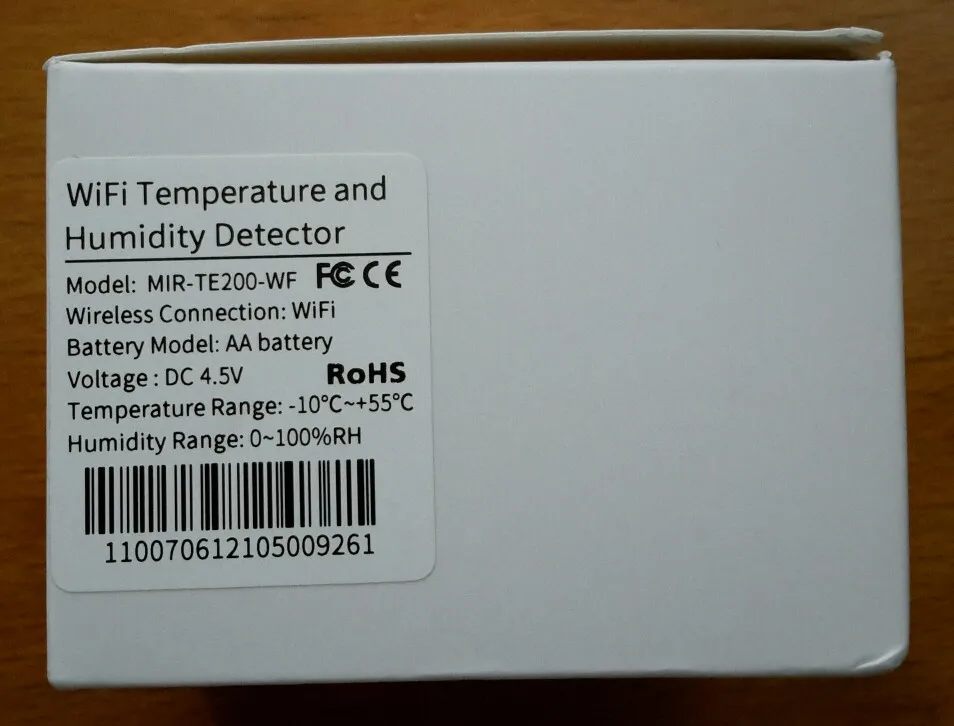 WiFi Temperature and
Humidity Detector
Model: MIR-TE200-WF FC CE
Wireless Connection: WiFi
Battery Model: AA battery
Voltage : DC 4.5V RoHS
Temperature Range: -10°C~+55°C
Humidity Range: 0~100%RH
110070612105009261